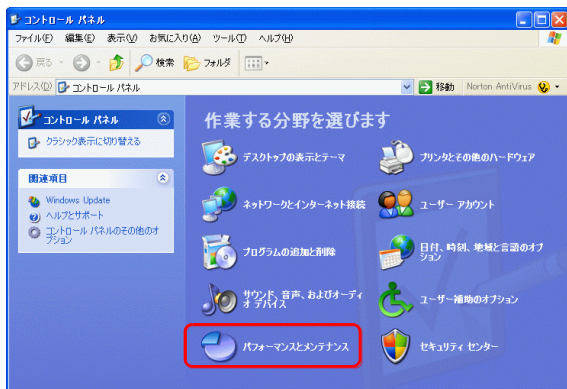 コントロール パネル
ファイル(F) 編集(E) 表示(V) お気に入り(A) ツール(T) ヘルプ(H)
戻る 検索 フォルダ
アドレス(D) コントロール パネル 移動 Norton AntiVirus
コントロール パネル
クラシック表示に切り替える
関連項目
Windows Update
ヘルプとサポート
コントロール パネルのその他のオ
プション
作業する分野を選びます
デスクトップの表示とテーマ
プリンタとその他のハードウェア
ネットワークとインターネット接続
ユーザー アカウント
プログラムの追加と削除
日付、時刻、地域と言語のオプ
ション
サウンド、音声、およびオーディ
オ デバイス
ユーザー補助のオプション
パフォーマンスとメンテナンス
セキュリティ センター